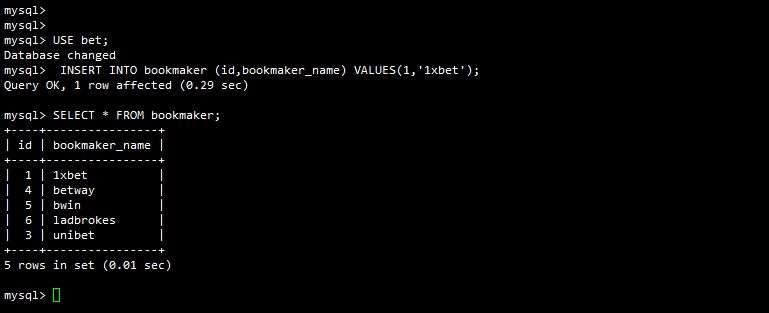 mysql>
mysql>
mysql> USE bet;
Database changed
mysql>  INSERT INTO bookmaker (id,bookmaker_name) VALUES(1,'1xbet');
Query OK, 1 row affected (0.29 sec)

mysql> SELECT * FROM bookmaker;
+----+----------------+
| id | bookmaker_name |
+----+----------------+
|  1 | 1xbet          |
|  4 | betway         |
|  5 | bwin           |
|  6 | ladbrokes      |
|  3 | unibet         |
+----+----------------+
5 rows in set (0.01 sec)

mysql>